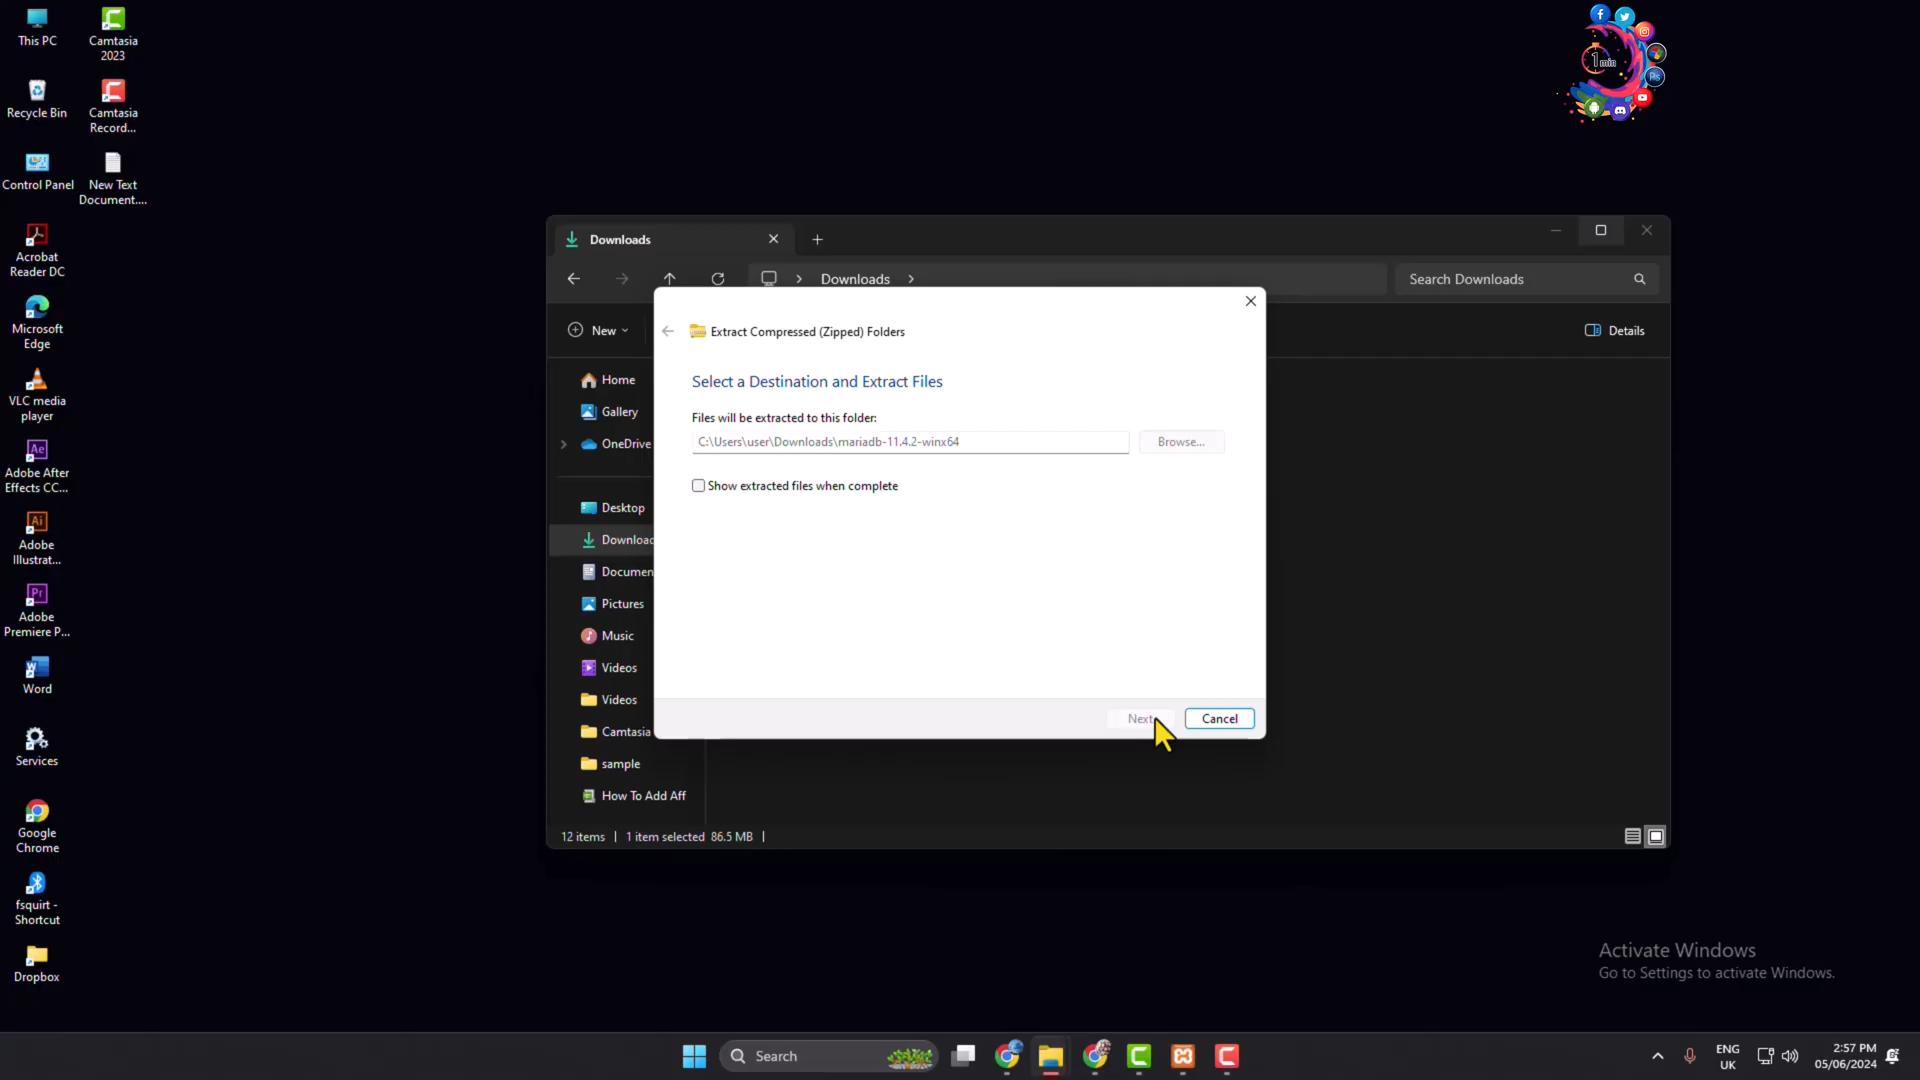 This PC
Camtasia
2023
Recycle Bin
Camtasia
Record...
Control Panel
New Text
Document....
Acrobat
Reader DC
Microsoft
Edge
VLC media
player
Ae
Adobe After
Effects CC...
Ai
Adobe
Illustrat...
Pr
Adobe
Premiere P...
Word
Services
Google
Chrome
fsquirt -
Shortcut
Dropbox
1min
Ps
Downloads
Downloads
Search Downloads
New
Details
Home
Gallery
OneDrive
Desktop
Downloac
Documen
Pictures
Music
Videos
Videos
Camtasia
sample
How To Add Aff
12 items
1 item selected 86.5 MB
Extract Compressed (Zipped) Folders
Select a Destination and Extract Files
Files will be extracted to this folder:
C:\Users\user\Downloads\mariadb-11.4.2-winx64
Browse...
Show extracted files when complete
Next
Cancel
Activate Windows
Go to Settings to activate Windows.
Search
ENG
UK
2:57 PM
05/06/2024